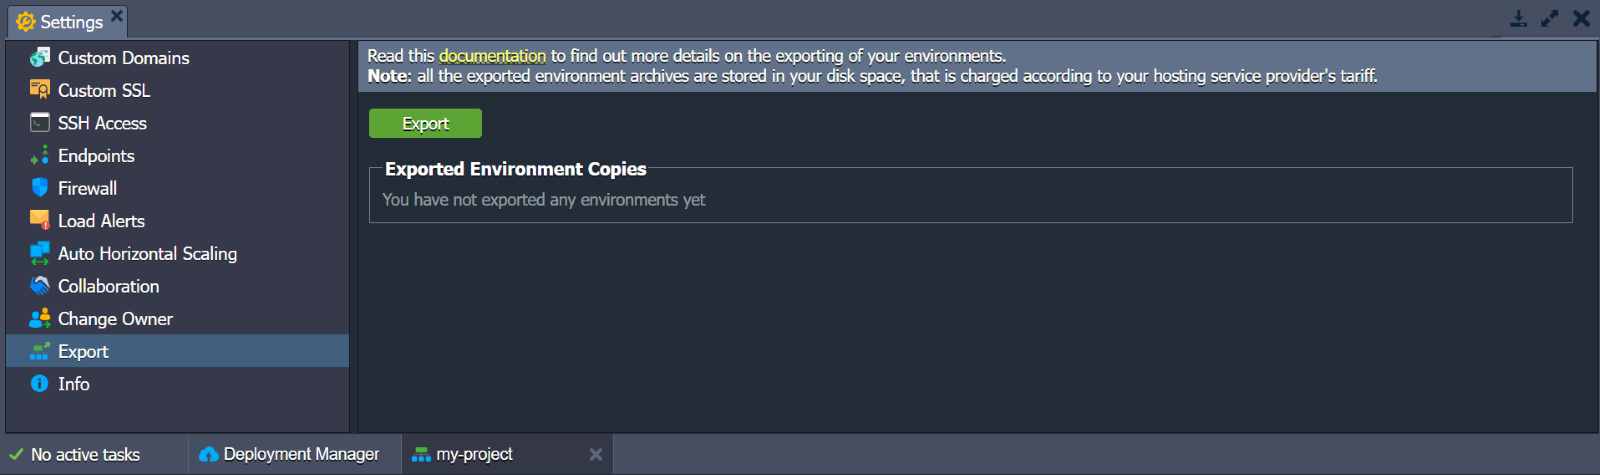 Settings
Custom Domains
Custom SSL
SSH Access
Endpoints
Firewall
Load Alerts
Auto Horizontal Scaling
Collaboration
Change Owner
Export
Info
Read this documentation to find out more details on the exporting of your environments.
Note: all the exported environment archives are stored in your disk space, that is charged according to your hosting service provider's tariff.
Export
Exported Environment Copies
You have not exported any environments yet
No active tasks
Deployment Manager
my-project